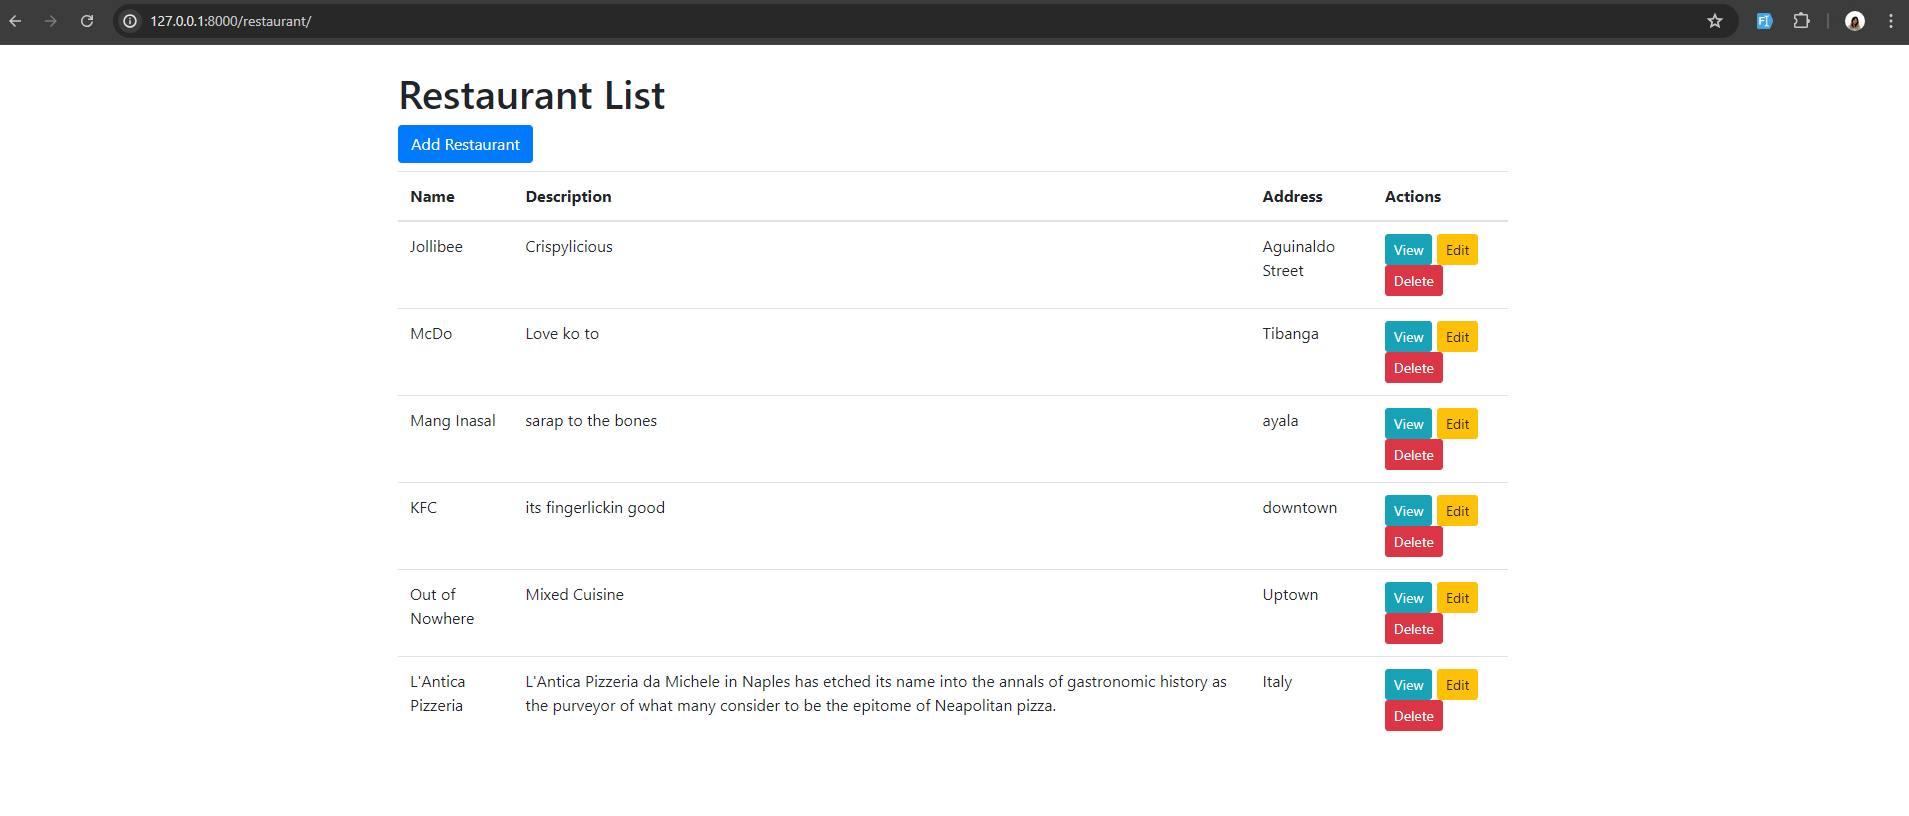 127.0.0.1:8000/restaurant/
Restaurant List
Add Restaurant
Name Description Address Actions
Jollibee Crispylicious Aguinaldo Street View Edit Delete
McDo Love ko to Tibanga View Edit Delete
Mang Inasal sarap to the bones ayala View Edit Delete
KFC its fingerlickin good downtown View Edit Delete
Out of Nowhere Mixed Cuisine Uptown View Edit Delete
L'Antica Pizzeria L'Antica Pizzeria da Michele in Naples has etched its name into the annals of gastronomic history as the purveyor of what many consider to be the epitome of Neapolitan pizza. Italy View Edit Delete